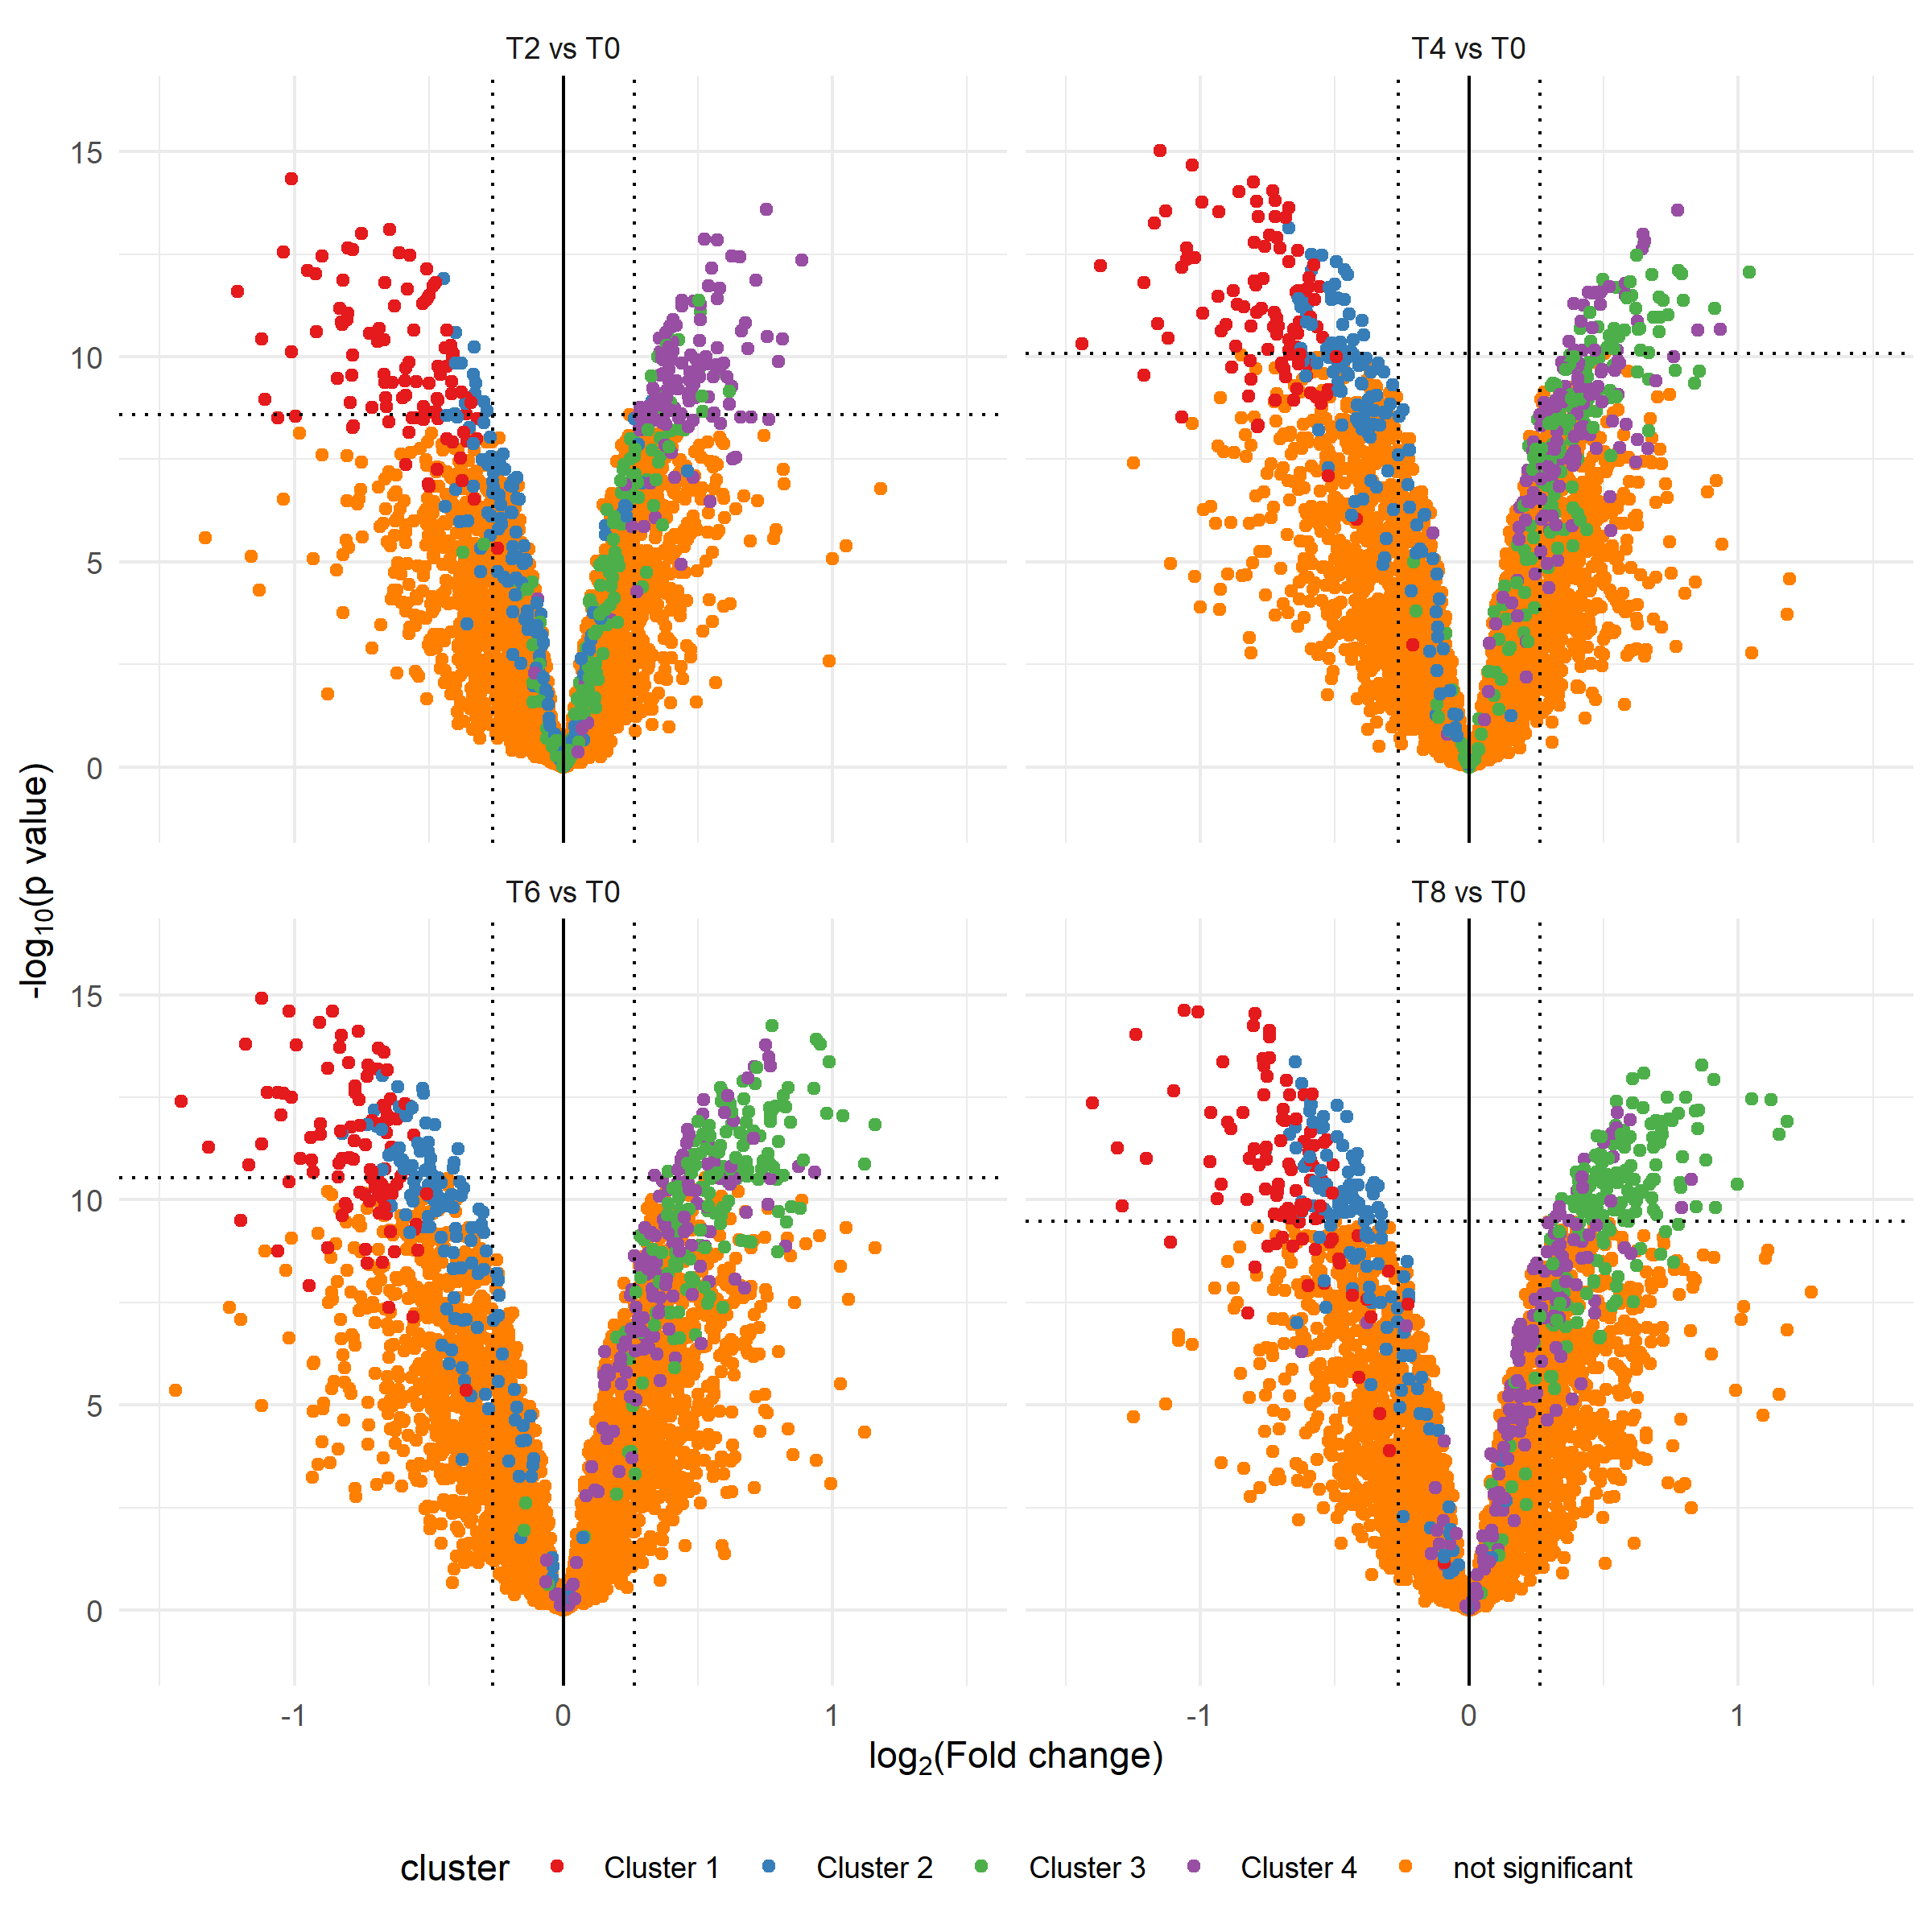 T2 vs T0
T4 vs T0
15
10
5
0
T6 vs T0
T8 vs T0
15
10
5
0
-log10(p value)
-1
0
1
-1
0
1
log2(Fold change)
cluster
Cluster 1
Cluster 2
Cluster 3
Cluster 4
not significant